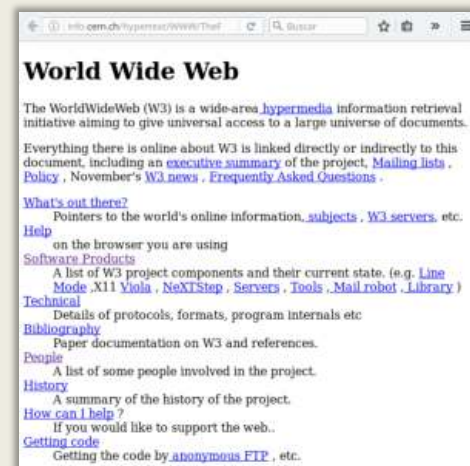 info.cern.ch/hypertext/WWW/TheP
Buscar
World Wide Web
The WorldWideWeb (W3) is a wide-area hypermedia information retrieval
initiative aiming to give universal access to a large universe of documents.
Everything there is online about W3 is linked directly or indirectly to this
document, including an executive summary of the project, Mailing lists ,
Policy , November's W3 news , Frequently Asked Questions .
What's out there?
Pointers to the world's online information, subjects , W3 servers, etc.
Help
on the browser you are using
Software Products
A list of W3 project components and their current state. (e.g. Line
Mode ,X11 Viola , NeXTStep , Servers , Tools , Mail robot , Library )
Technical
Details of protocols, formats, program internals etc
Bibliography
Paper documentation on W3 and references.
People
A list of some people involved in the project.
History
A summary of the history of the project.
How can I help ?
If you would like to support the web..
Getting code
Getting the code by anonymous FTP , etc.